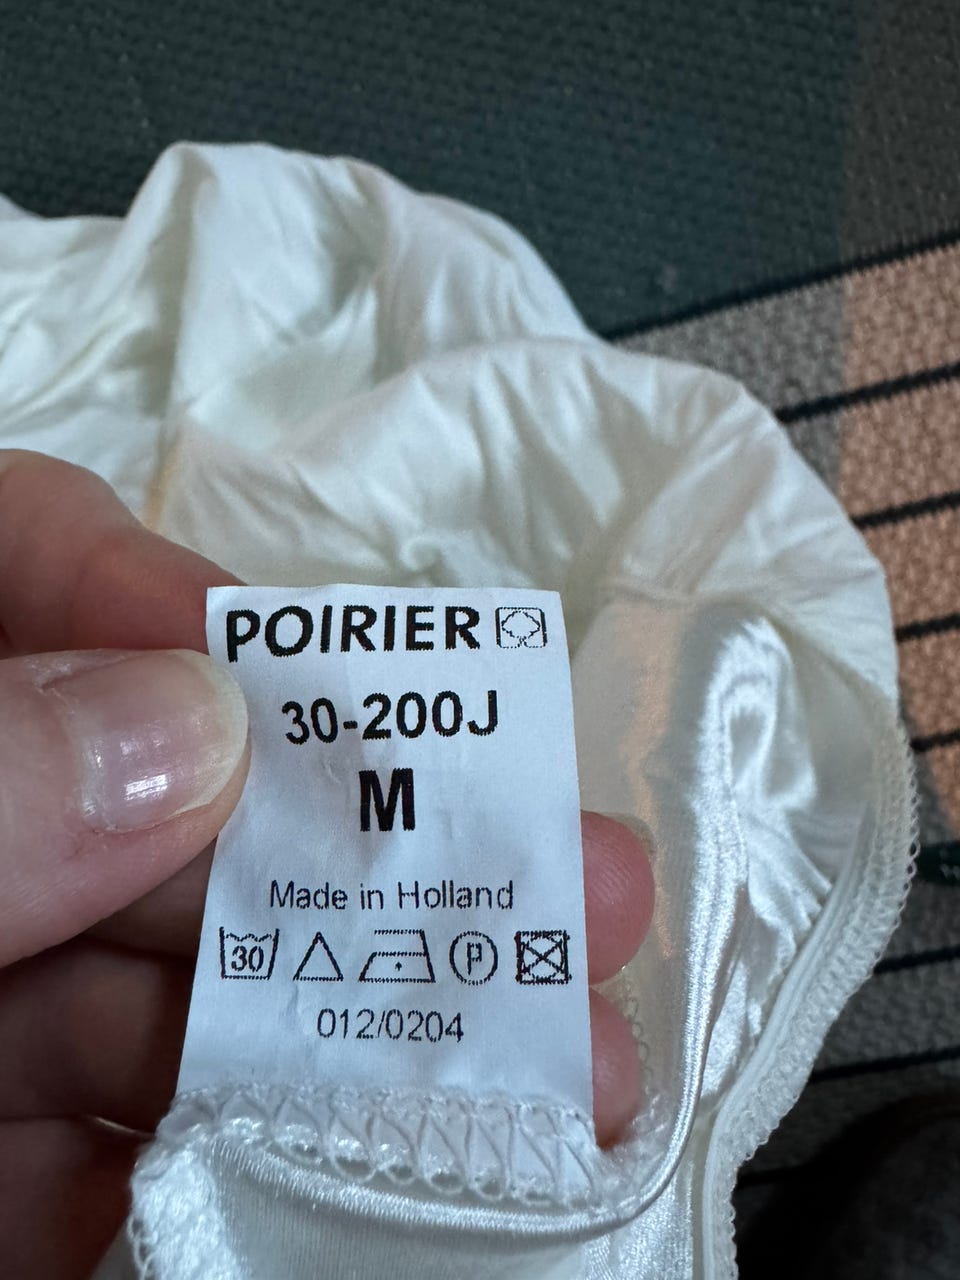 POIRIER
30-200J
M
Made in Holland
30 P
012/0204